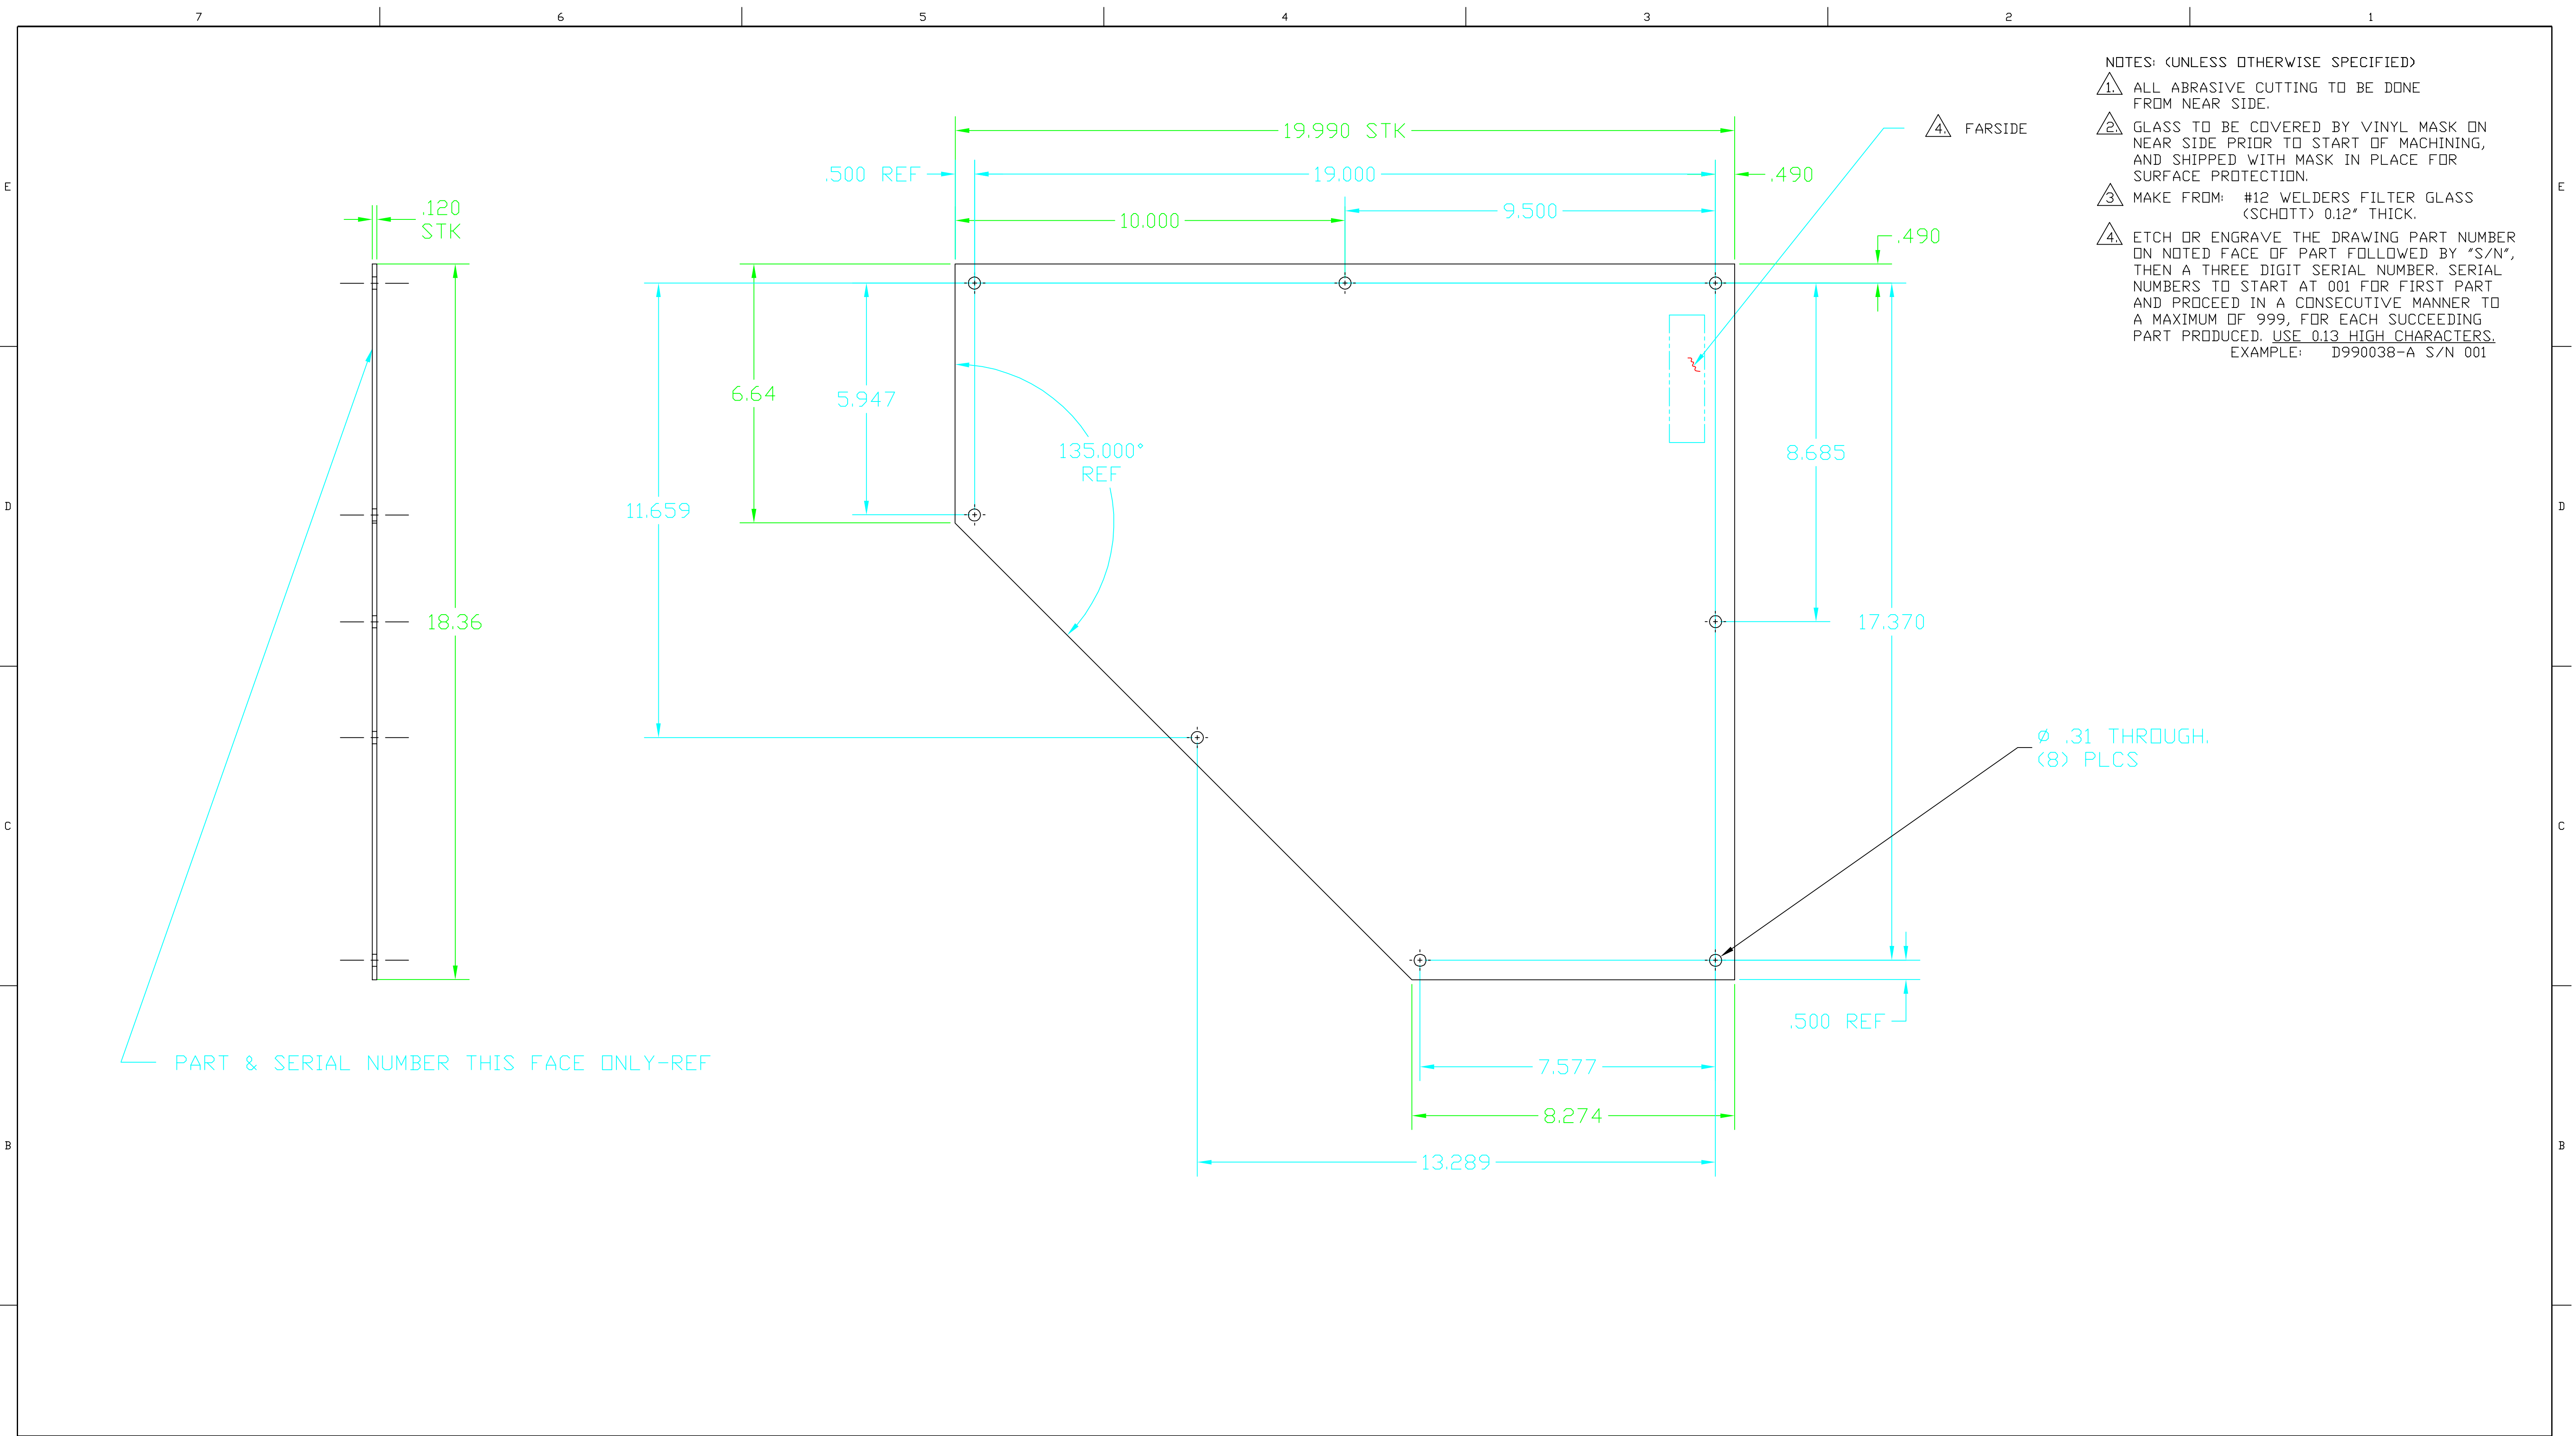 7 6 5 4 3 2 1
NOTES: (UNLESS OTHERWISE SPECIFIED)
1. ALL ABRASIVE CUTTING TO BE DONE
FROM NEAR SIDE.
2. GLASS TO BE COVERED BY VINYL MASK ON
NEAR SIDE PRIOR TO START OF MACHINING,
AND SHIPPED WITH MASK IN PLACE FOR
SURFACE PROTECTION.
3. MAKE FROM: #12 WELDERS FILTER GLASS
(SCHOTT) 0.12" THICK.
4. ETCH OR ENGRAVE THE DRAWING PART NUMBER
ON NOTED FACE OF PART FOLLOWED BY "S/N",
THEN A THREE DIGIT SERIAL NUMBER. SERIAL
NUMBERS TO START AT 001 FOR FIRST PART
AND PROCEED IN A CONSECUTIVE MANNER TO
A MAXIMUM OF 999, FOR EACH SUCCEEDING
PART PRODUCED. USE 0.13 HIGH CHARACTERS.
EXAMPLE: D990038-A S/N 001
19.990 STK
4. FARSIDE
.500 REF
19.000
.490
E
E
.120
STK
9.500
10.000
.490
6.64
5.947
135.000°
REF
8.685
D
11.659
D
18.36
17.370
Ø .31 THROUGH.
(8) PLCS
C
C
.500 REF
PART & SERIAL NUMBER THIS FACE ONLY-REF
7.577
8.274
B
B
13.289